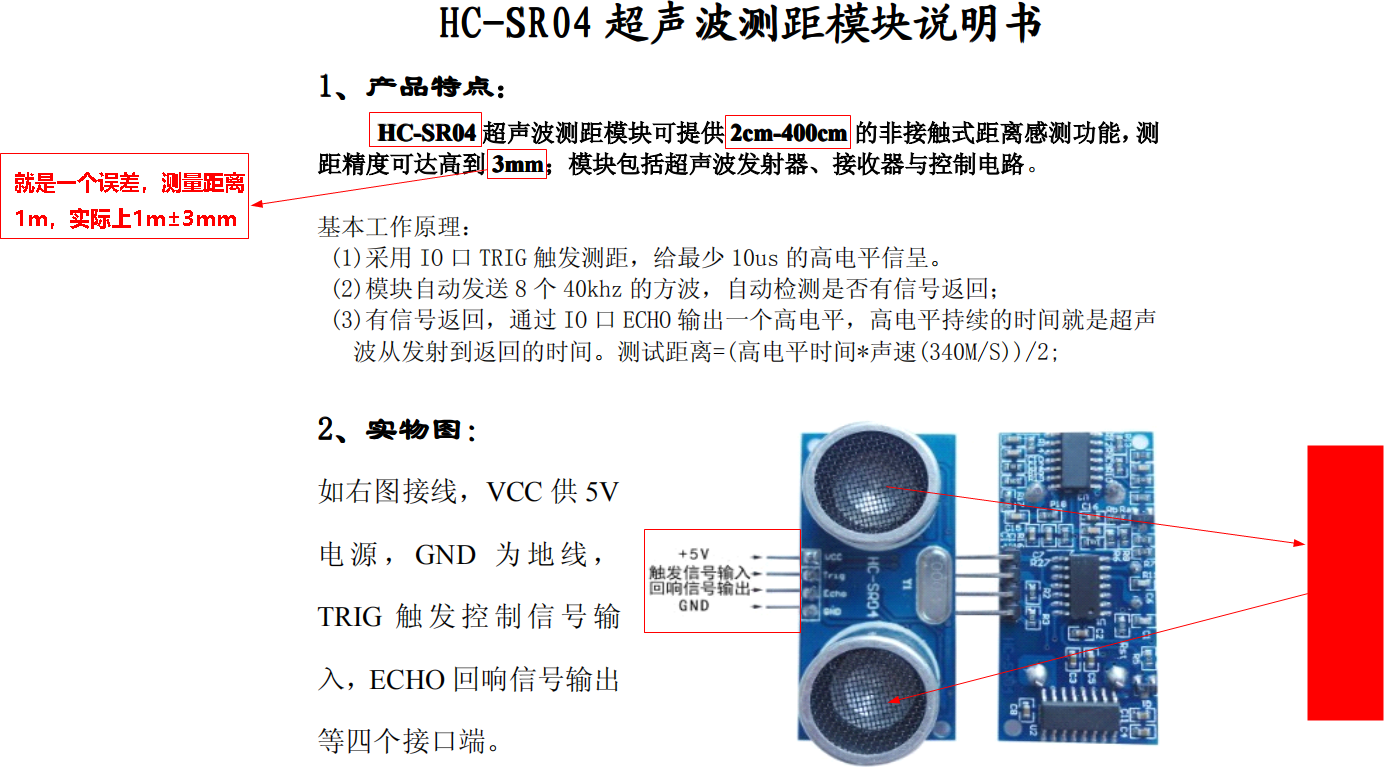 HC-SR04 超声波测距模块说明书
1、产品特点:
HC-SR04 超声波测距模块可提供 2cm-400cm 的非接触式距离感测功能,测
距精度可达高到 3mm;模块包括超声波发射器、接收器与控制电路。
就是一个误差,测量距离
1m,实际上1m±3mm
基本工作原理:
(1)采用 IO 口 TRIG 触发测距,给最少 10us 的高电平信呈。
(2)模块自动发送 8 个 40khz 的方波,自动检测是否有信号返回;
(3)有信号返回,通过 IO 口 ECHO 输出一个高电平,高电平持续的时间就是超声
波从发射到返回的时间。测试距离=(高电平时间*声速(340M/S))/2;
2、实物图:
如右图接线,VCC 供 5V
电源,GND 为地线,
TRIG 触发控制信号输
入,ECHO 回响信号输出
等四个接口端。
+5V
触发信号输入
回响信号输出
GND
VCC
Trig
Echo
GND
HC-SR04
Y1
R27
R2
R3
C2
C3
C5
C8
U2
C4